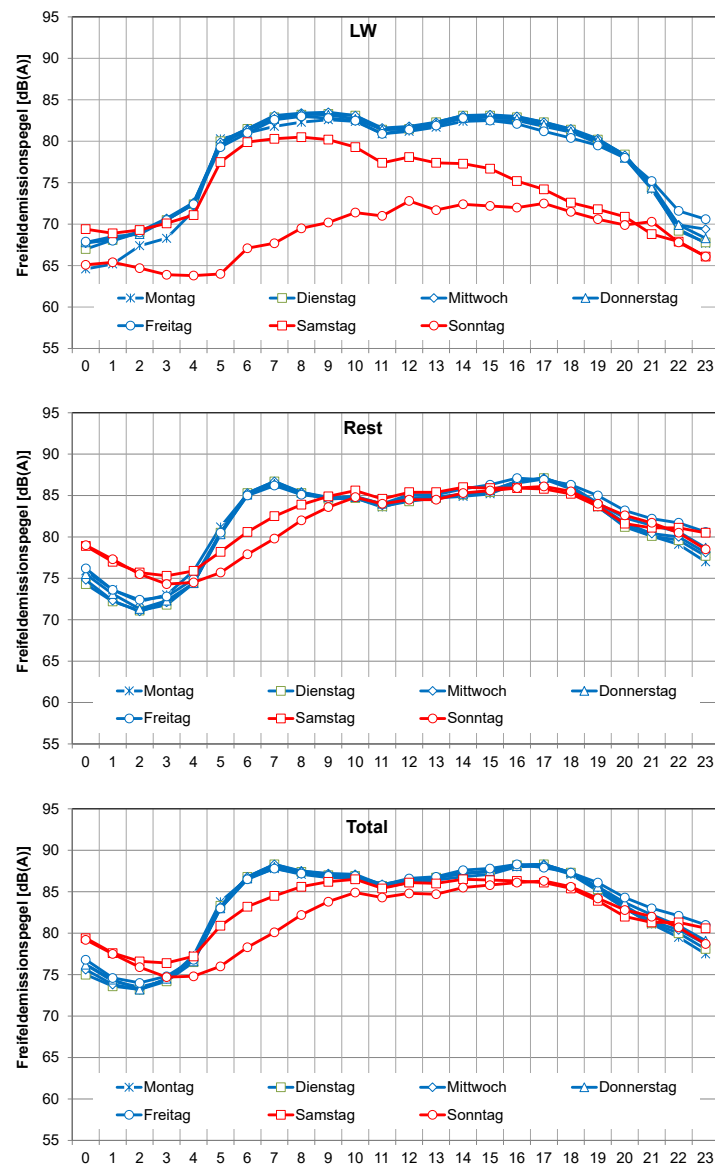 LW
Freifeldemissionspegel [dB(A)]
95
90
85
80
75
70
65
60
55
Montag Dienstag Mittwoch Donnerstag
Freitag Samstag Sonntag
0 1 2 3 4 5 6 7 8 9 10 11 12 13 14 15 16 17 18 19 20 21 22 23
Rest
Freifeldemissionspegel [dB(A)]
95
90
85
80
75
70
65
60
55
Montag Dienstag Mittwoch Donnerstag
Freitag Samstag Sonntag
0 1 2 3 4 5 6 7 8 9 10 11 12 13 14 15 16 17 18 19 20 21 22 23
Total
Freifeldemissionspegel [dB(A)]
95
90
85
80
75
70
65
60
55
Montag Dienstag Mittwoch Donnerstag
Freitag Samstag Sonntag
0 1 2 3 4 5 6 7 8 9 10 11 12 13 14 15 16 17 18 19 20 21 22 23